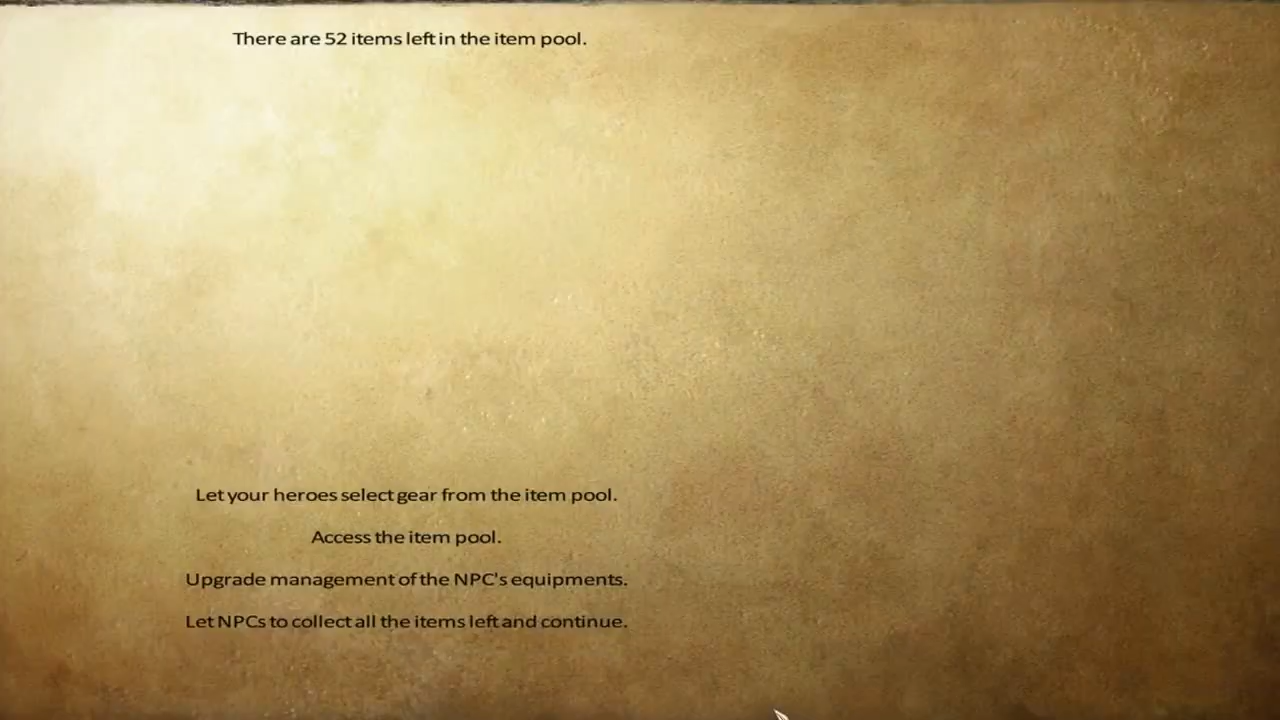 There are 52 items left in the item pool.
Let your heroes select gear from the item pool.
Access the item pool.
Upgrade management of the NPC's equipments.
Let NPCs to collect all the items left and continue.